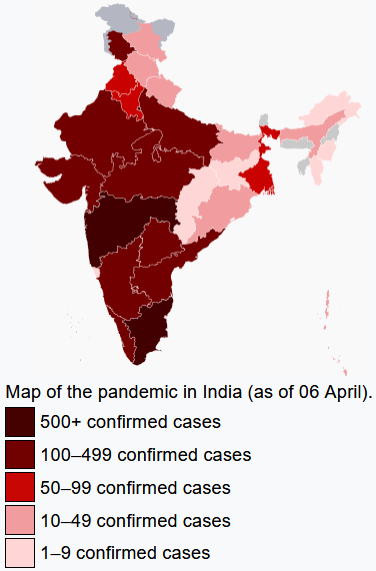 Map of the pandemic in India (as of 06 April).
500+ confirmed cases
100–499 confirmed cases
50–99 confirmed cases
10–49 confirmed cases
1–9 confirmed cases